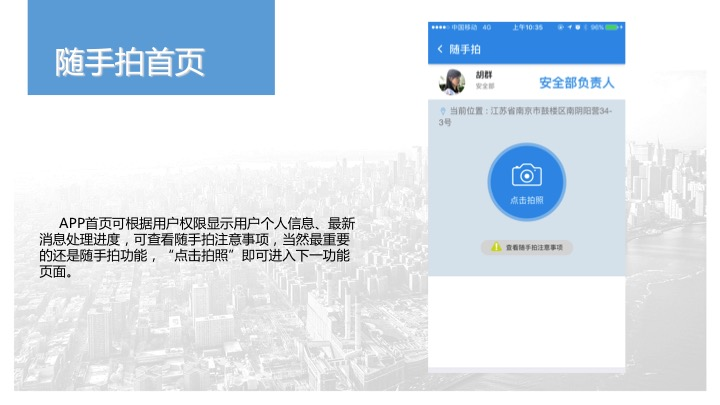 随手拍首页
APP首页可根据用户权限显示用户个人信息、最新
消息处理进度，可查看随手拍注意事项，当然最重要
的还是随手拍功能，“点击拍照”即可进入下一功能
页面。
中国移动 4G 上午10:35 96%
随手拍
胡群
安全部
安全部负责人
当前位置：江苏省南京市鼓楼区南阴阳营34-
3号
点击拍照
查看随手拍注意事项